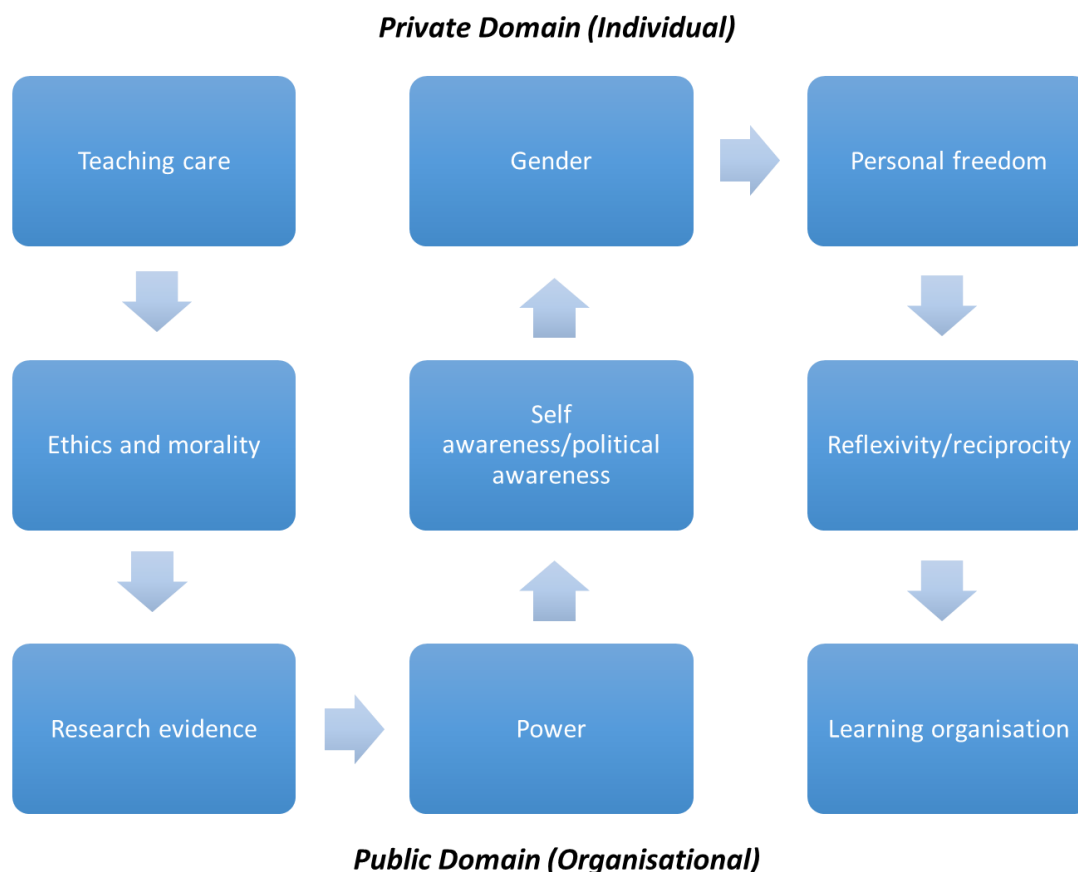 Private Domain (Individual)
Teaching care
Gender
Personal freedom
Ethics and morality
Self
awareness/political
awareness
Reflexivity/reciprocity
Research evidence
Power
Learning organisation
Public Domain (Organisational)